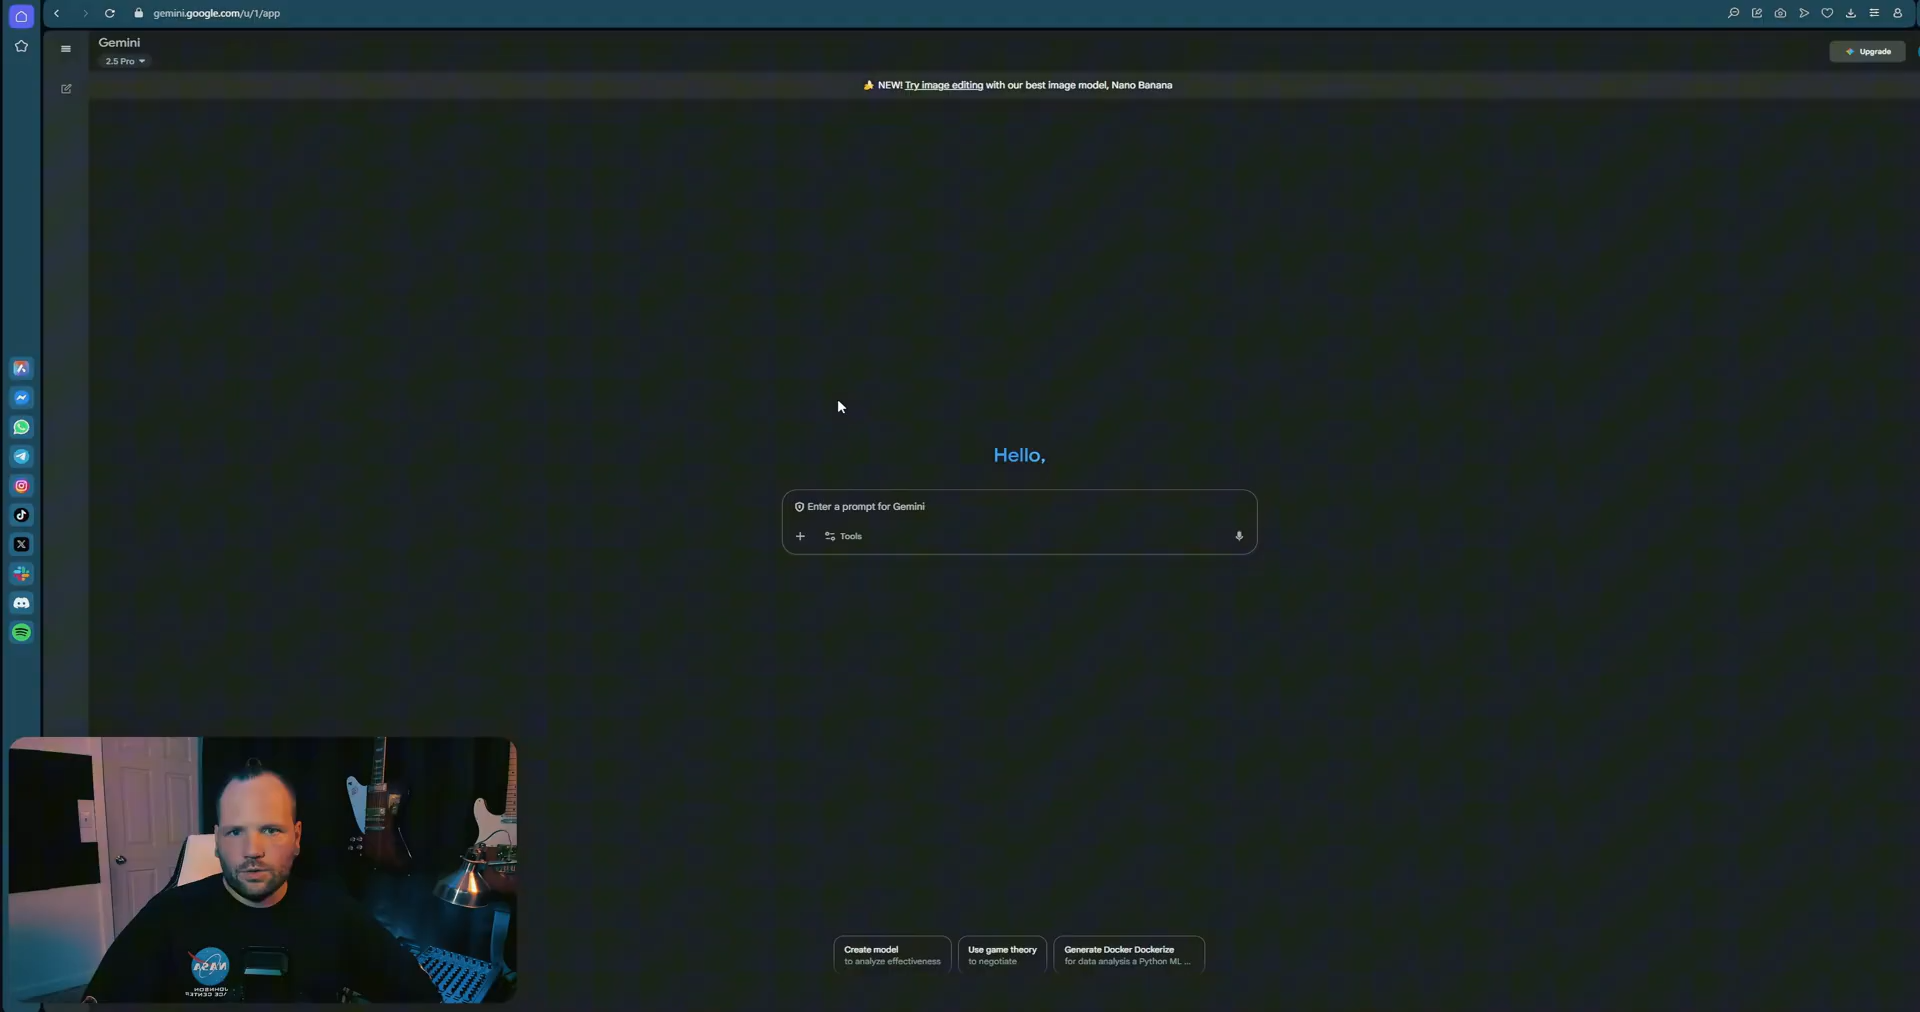 gemini.google.com/u/1/app
Gemini
2.5 Pro
Upgrade
NEW! Try image editing with our best image model, Nano Banana
Hello,
Enter a prompt for Gemini
Tools
Create model
to analyze effectiveness
Use game theory
to negotiate
Generate Docker Dockerize
for data analysis a Python ML ...
NASA
JOHNSON